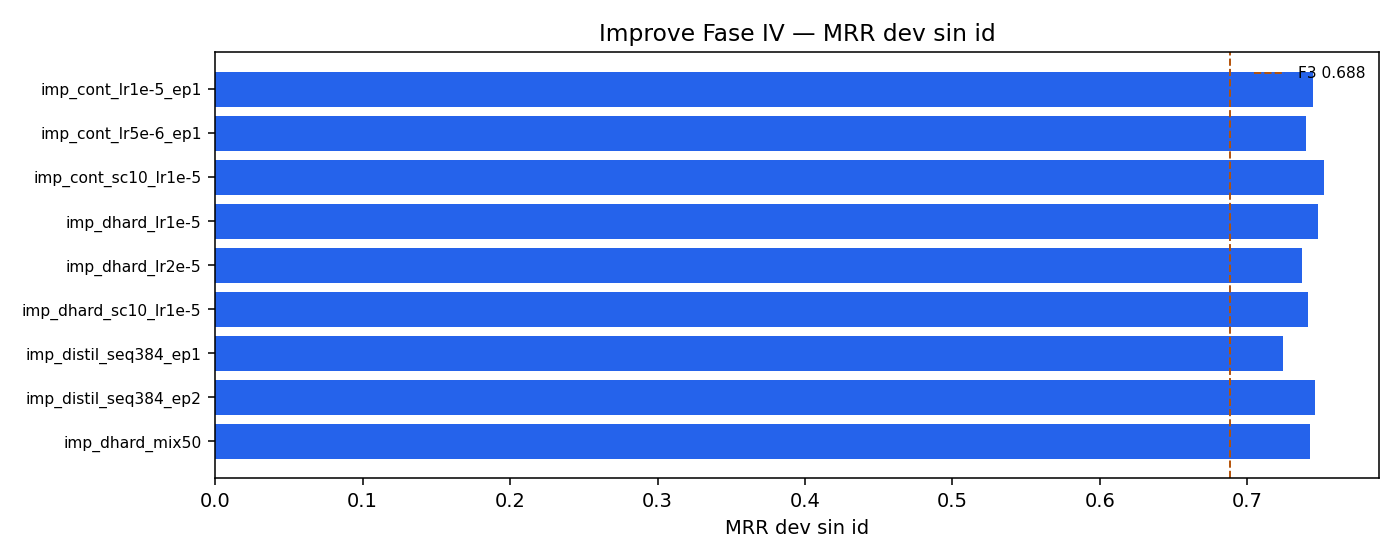 Improve Fase IV — MRR dev sin id
F3 0.688
imp_cont_lr1e-5_ep1
imp_cont_lr5e-6_ep1
imp_cont_sc10_lr1e-5
imp_dhard_lr1e-5
imp_dhard_lr2e-5
imp_dhard_sc10_lr1e-5
imp_distil_seq384_ep1
imp_distil_seq384_ep2
imp_dhard_mix50
0.0 0.1 0.2 0.3 0.4 0.5 0.6 0.7
MRR dev sin id